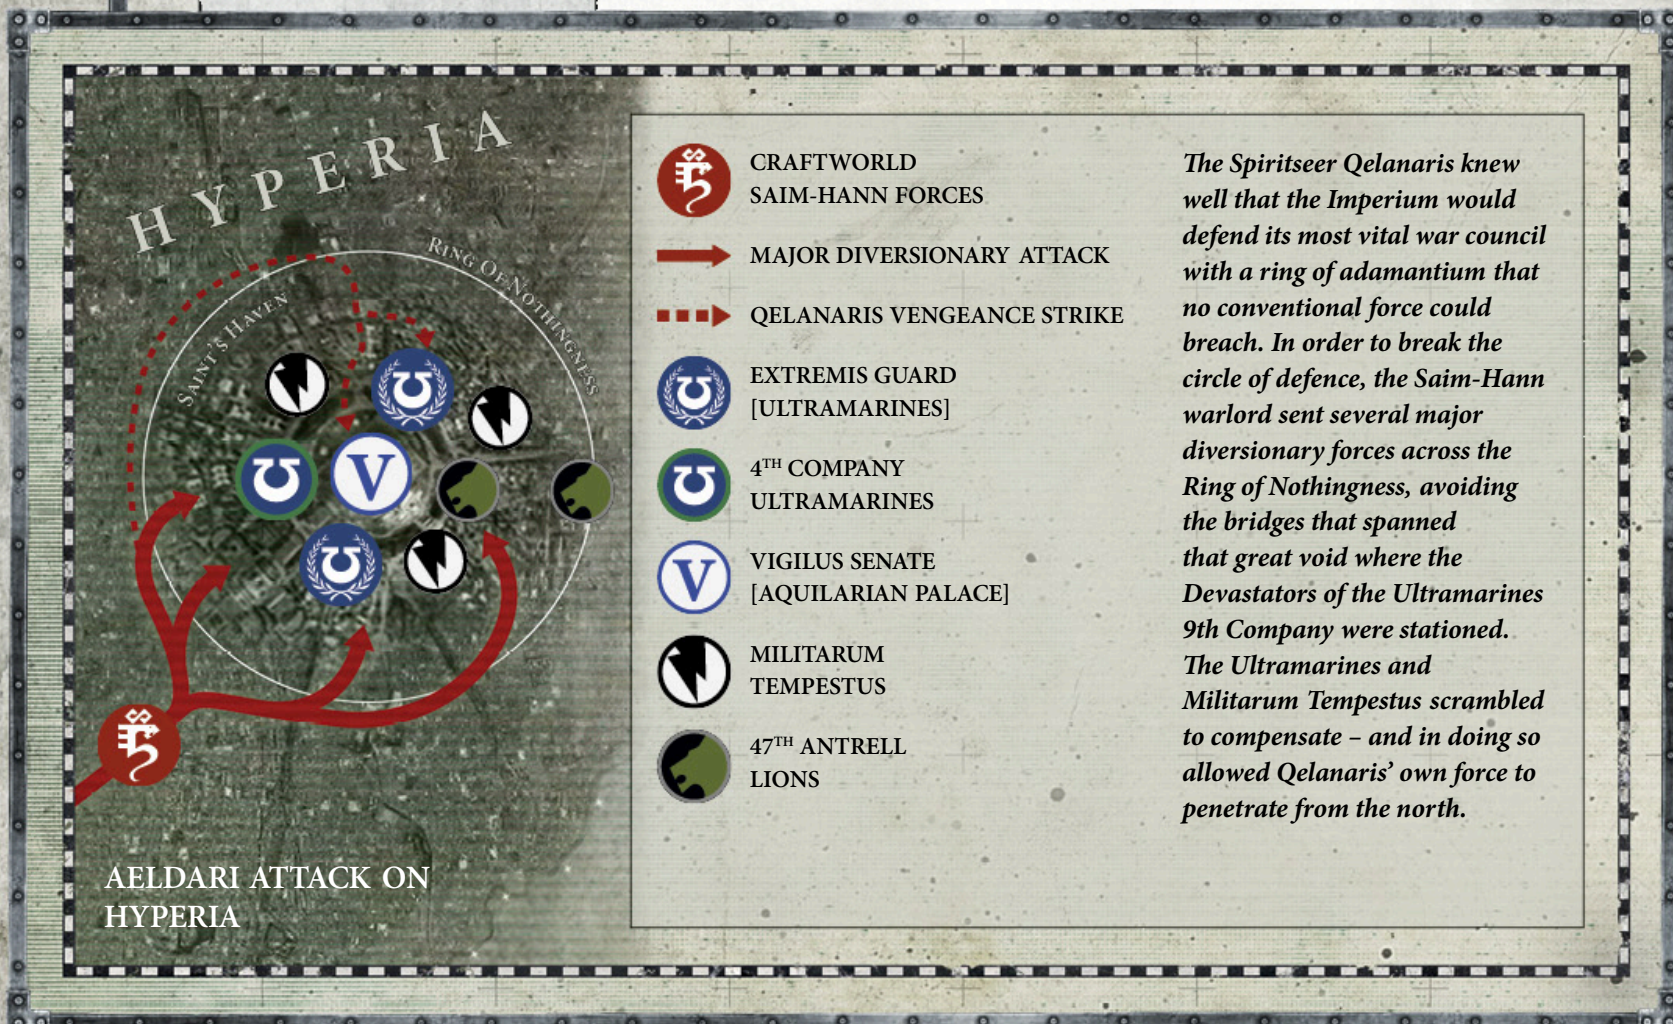 HYPERIA
RING OF NOTHINGNESS
SAINT'S HAVEN
V
AELDARI ATTACK ON
HYPERIA
CRAFTWORLD
SAIM-HANN FORCES
MAJOR DIVERSIONARY ATTACK
QELANARIS VENGEANCE STRIKE
EXTREMIS GUARD
[ULTRAMARINES]
4TH COMPANY
ULTRAMARINES
V
VIGILUS SENATE
[AQUILARIAN PALACE]
MILITARUM
TEMPESTUS
47TH ANTRELL
LIONS
The Spiritseer Qelanaris knew
well that the Imperium would
defend its most vital war council
with a ring of adamantium that
no conventional force could
breach. In order to break the
circle of defence, the Saim-Hann
warlord sent several major
diversionary forces across the
Ring of Nothingness, avoiding
the bridges that spanned
that great void where the
Devastators of the Ultramarines
9th Company were stationed.
The Ultramarines and
Militarum Tempestus scrambled
to compensate – and in doing so
allowed Qelanaris’ own force to
penetrate from the north.